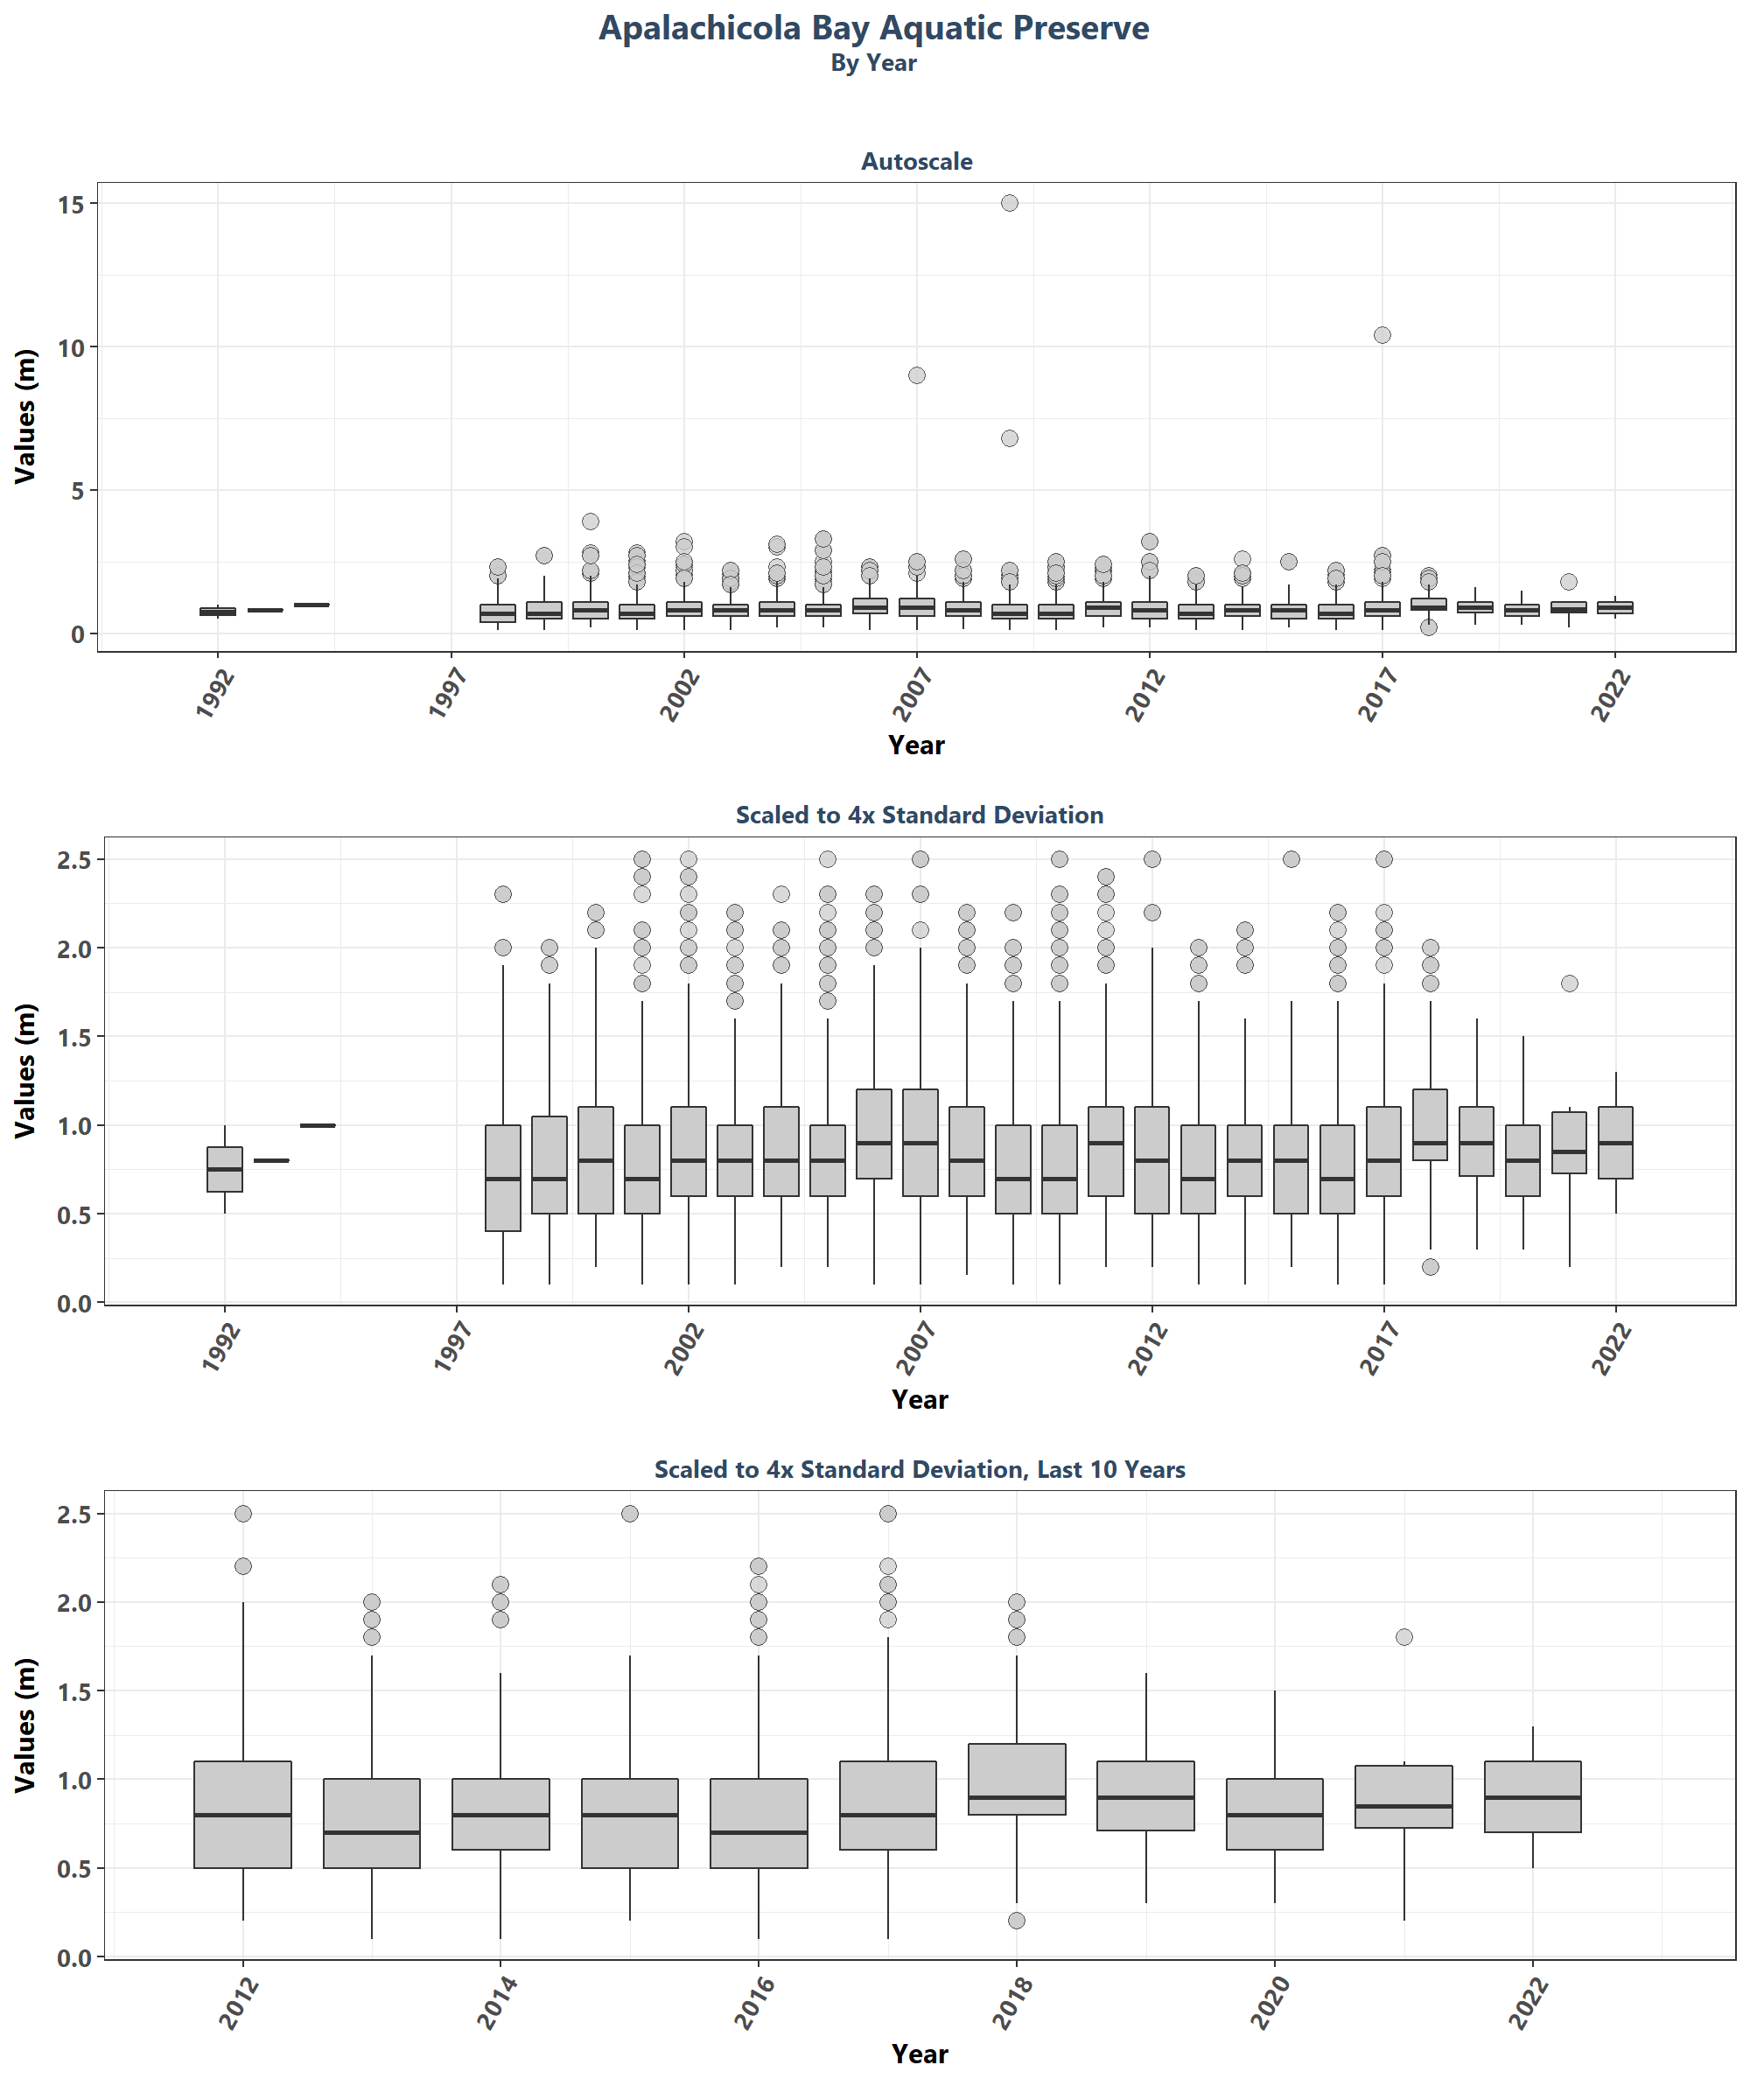 Apalachicola Bay Aquatic Preserve
By Year
Autoscale
Values (m)
15
10
5
0
1992 1997 2002 2007 2012 2017 2022
Year
Scaled to 4x Standard Deviation
Values (m)
2.5
2.0
1.5
1.0
0.5
0.0
1992 1997 2002 2007 2012 2017 2022
Year
Scaled to 4x Standard Deviation, Last 10 Years
Values (m)
2.5
2.0
1.5
1.0
0.5
0.0
2012 2014 2016 2018 2020 2022
Year